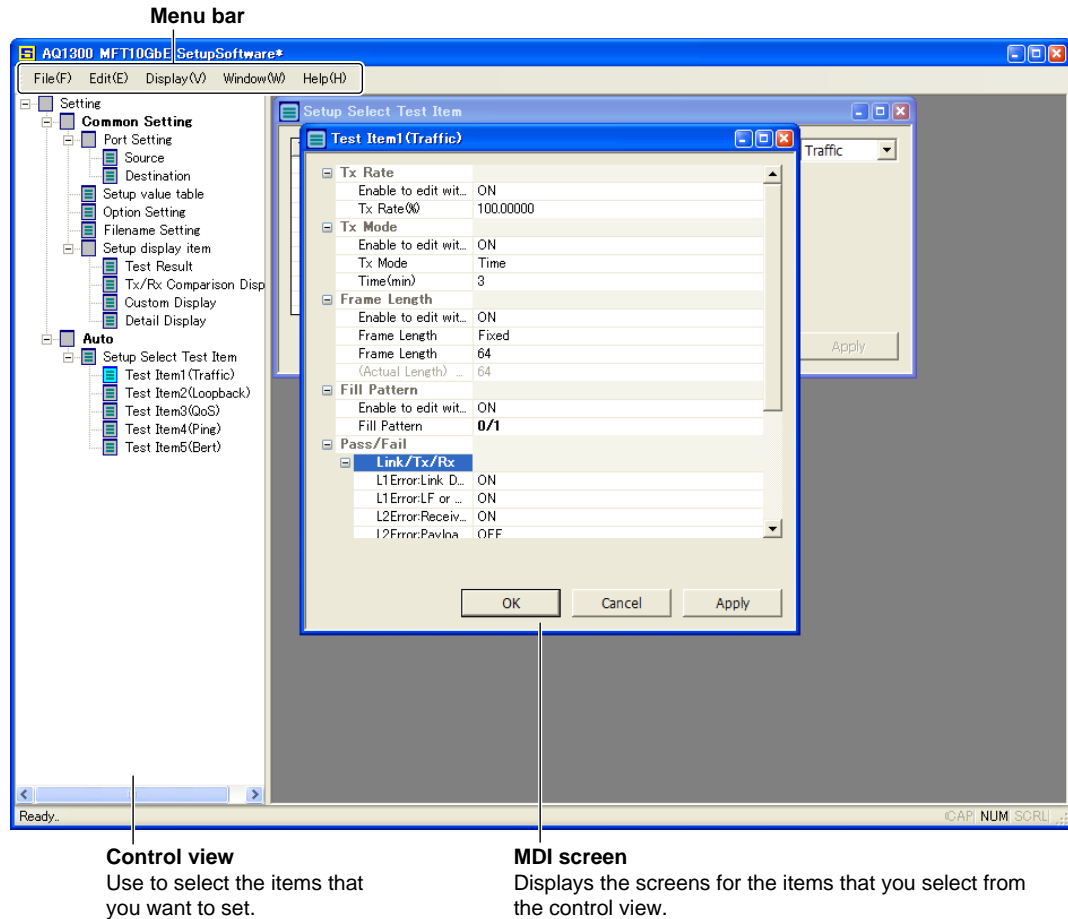 Menu bar
AQ1300 MFT10GbE SetupSoftware*
File(F) Edit(E) Display(V) Window(W) Help(H)
Setting
Common Setting
Port Setting
Source
Destination
Setup value table
Option Setting
Filename Setting
Setup display item
Test Result
Tx/Rx Comparison Disp
Custom Display
Detail Display
Auto
Setup Select Test Item
Test Item1(Traffic)
Test Item2(Loopback)
Test Item3(QoS)
Test Item4(Ping)
Test Item5(Bert)
Setup Select Test Item
Traffic
Apply
Test Item1(Traffic)
Tx Rate
Enable to edit wit... ON
Tx Rate(%) 100.00000
Tx Mode
Enable to edit wit... ON
Tx Mode Time
Time(min) 3
Frame Length
Enable to edit wit... ON
Frame Length Fixed
Frame Length 64
(Actual Length) ... 64
Fill Pattern
Enable to edit wit... ON
Fill Pattern 0/1
Pass/Fail
Link/Tx/Rx
L1Error:Link D... ON
L1Error:LF or ... ON
L2Error:Receiv... ON
L2Error:Payloa OFF
OK Cancel Apply
Ready..
CAP NUM SCRL
Control view
Use to select the items that
you want to set.
MDI screen
Displays the screens for the items that you select from
the control view.